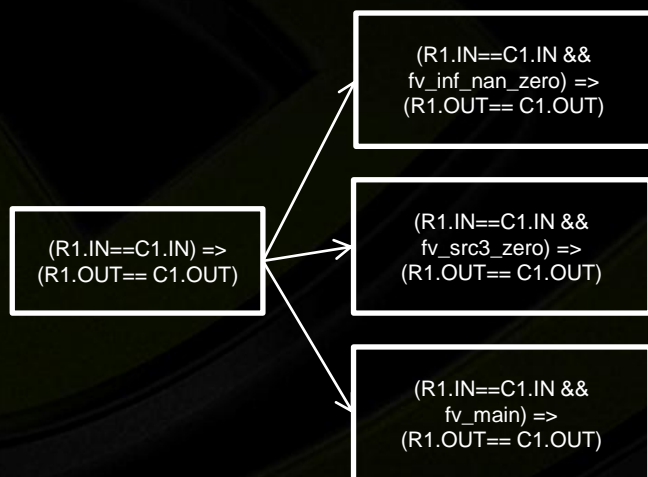 (R1.IN==C1.IN &&
fv_inf_nan_zero) =>
(R1.OUT== C1.OUT)
(R1.IN==C1.IN) =>
(R1.OUT== C1.OUT)
(R1.IN==C1.IN &&
fv_src3_zero) =>
(R1.OUT== C1.OUT)
(R1.IN==C1.IN &&
fv_main) =>
(R1.OUT== C1.OUT)